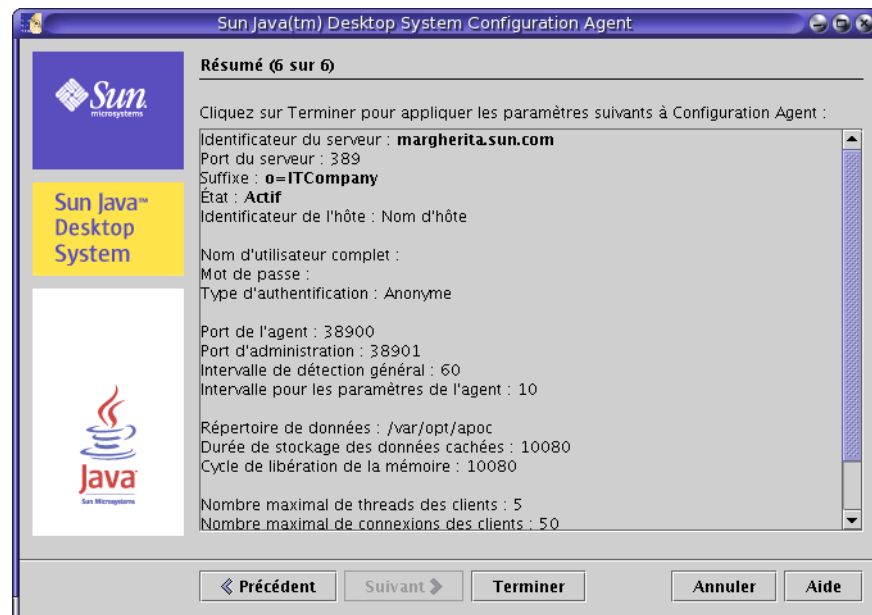 Sun Java(tm) Desktop System Configuration Agent
Sun
microsystems
Sun Java™
Desktop
System
Java
Sun Microsystems
Résumé (6 sur 6)
Cliquez sur Terminer pour appliquer les paramètres suivants à Configuration Agent :
Identificateur du serveur : margherita.sun.com
Port du serveur : 389
Suffixe : o=ITCompany
État : Actif
Identificateur de l'hôte : Nom d'hôte
Nom d'utilisateur complet :
Mot de passe :
Type d'authentification : Anonyme
Port de l'agent : 38900
Port d'administration : 38901
Intervalle de détection général : 60
Intervalle pour les paramètres de l'agent : 10
Répertoire de données : /var/opt/apoc
Durée de stockage des données cachées : 10080
Cycle de libération de la mémoire : 10080
Nombre maximal de threads des clients : 5
Nombre maximal de connexions des clients : 50
Précédent
Suivant
Terminer
Annuler
Aide